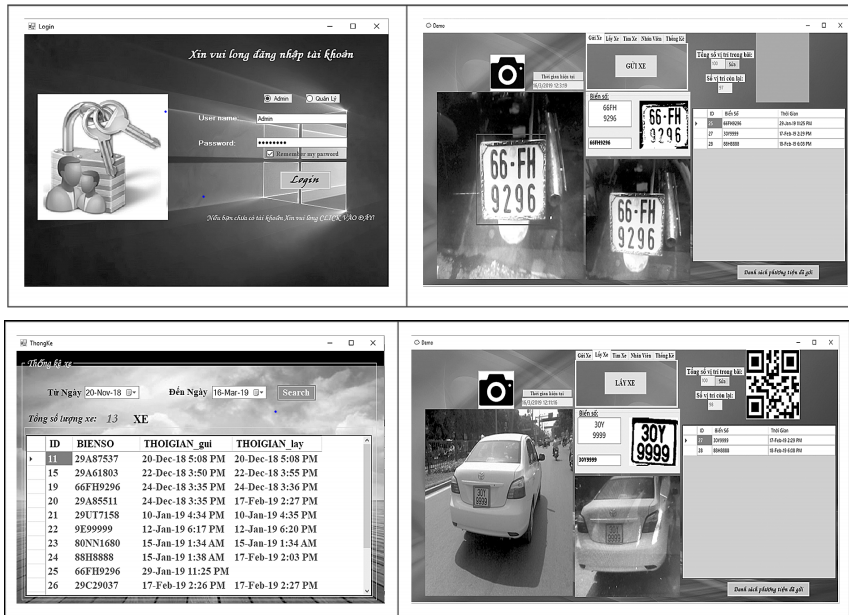 Login
Xin vui long đăng nhập tài khoản
Admin Quản Lý
User name Admin
Password: ********
Remember my pasword
Login
Nếu bạn chưa có tài khoản Xin vui lòng CLICK VÀO ĐÂY!
Demo
Gửi Xe Lấy Xe Tìm Xe Nhân Viên Thống Kê
GỬI XE
Thời gian hiện tại
16/3/2019 12:3:19
Tổng số vị trí trong bãi:
100 Sửa
Số vị trí còn lại:
97
Biển số:
66FH
9296
66FH9296
66-FH
9296
66-FH
9296
66-FH
9296
ID Biển Số Thời Gian
25 66FH9296 29-Jan-19 11:25 PM
27 30Y9999 17-Feb-19 2:29 PM
28 88H8888 18-Feb-19 6:08 PM
Danh sách phương tiện đã gửi
ThongKe
Thống kê xe
Từ Ngày 20-Nov-18 Đến Ngày 16-Mar-19 Search
Tổng số lượng xe: 13 XE
ID BIENSO THOIGIAN_gui THOIGIAN_lay
11 29A87537 20-Dec-18 5:08 PM 20-Dec-18 5:08 PM
15 29A61803 22-Dec-18 3:50 PM 22-Dec-18 3:55 PM
19 66FH9296 24-Dec-18 3:35 PM 24-Dec-18 3:36 PM
20 29A85511 24-Dec-18 3:35 PM 17-Feb-19 2:27 PM
21 29UT7158 10-Jan-19 4:34 PM 10-Jan-19 4:35 PM
22 9E99999 12-Jan-19 6:17 PM 12-Jan-19 6:20 PM
23 80NN1680 15-Jan-19 1:34 AM 15-Jan-19 1:34 AM
24 88H8888 15-Jan-19 1:38 AM 17-Feb-19 2:03 PM
25 66FH9296 29-Jan-19 11:25 PM
26 29C29037 17-Feb-19 2:26 PM 17-Feb-19 2:27 PM
Demo
Gửi Xe Lấy Xe Tìm Xe Nhân Viên Thống Kê
LẤY XE
Thời gian hiện tại
16/3/2019 12:11:16
Tổng số vị trí trong bãi:
100 Sửa
Số vị trí còn lại:
98
Biển số:
30Y
9999
30Y9999
30Y
9999
30Y
9999
30Y
9999
ID Biển Số Thời Gian
27 30Y9999 17-Feb-19 2:29 PM
28 88H8888 18-Feb-19 6:08 PM
Danh sách phương tiện đã gửi